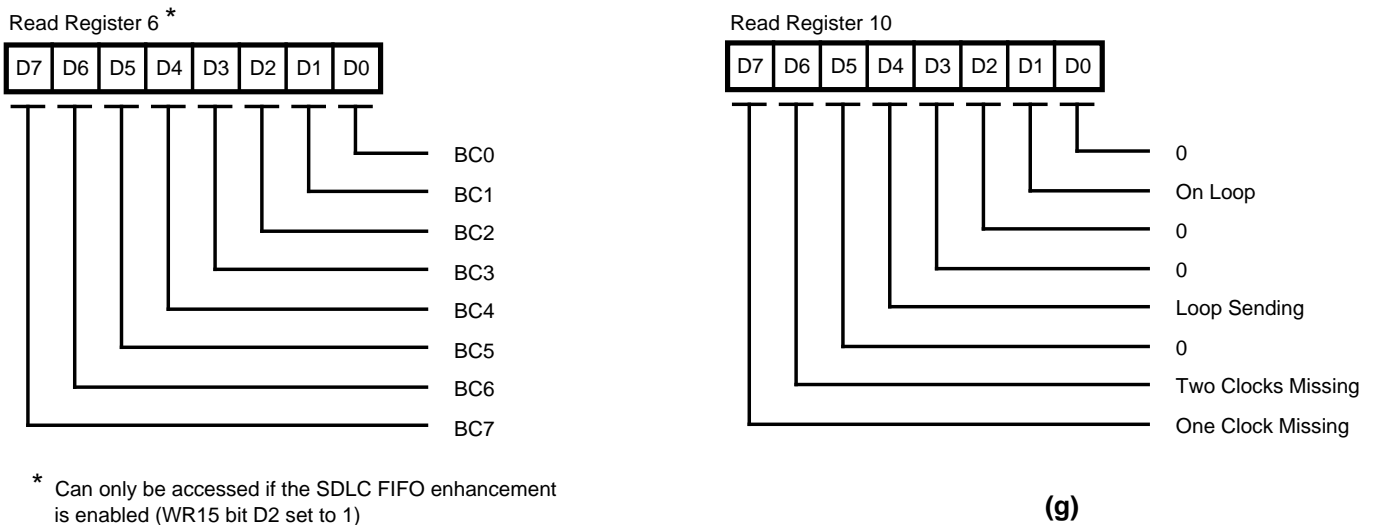 Read Register 6 *
D7 D6 D5 D4 D3 D2 D1 D0
BC0
BC1
BC2
BC3
BC4
BC5
BC6
BC7
* Can only be accessed if the SDLC FIFO enhancement
is enabled (WR15 bit D2 set to 1)
Read Register 10
D7 D6 D5 D4 D3 D2 D1 D0
0
On Loop
0
0
Loop Sending
0
Two Clocks Missing
One Clock Missing
(g)